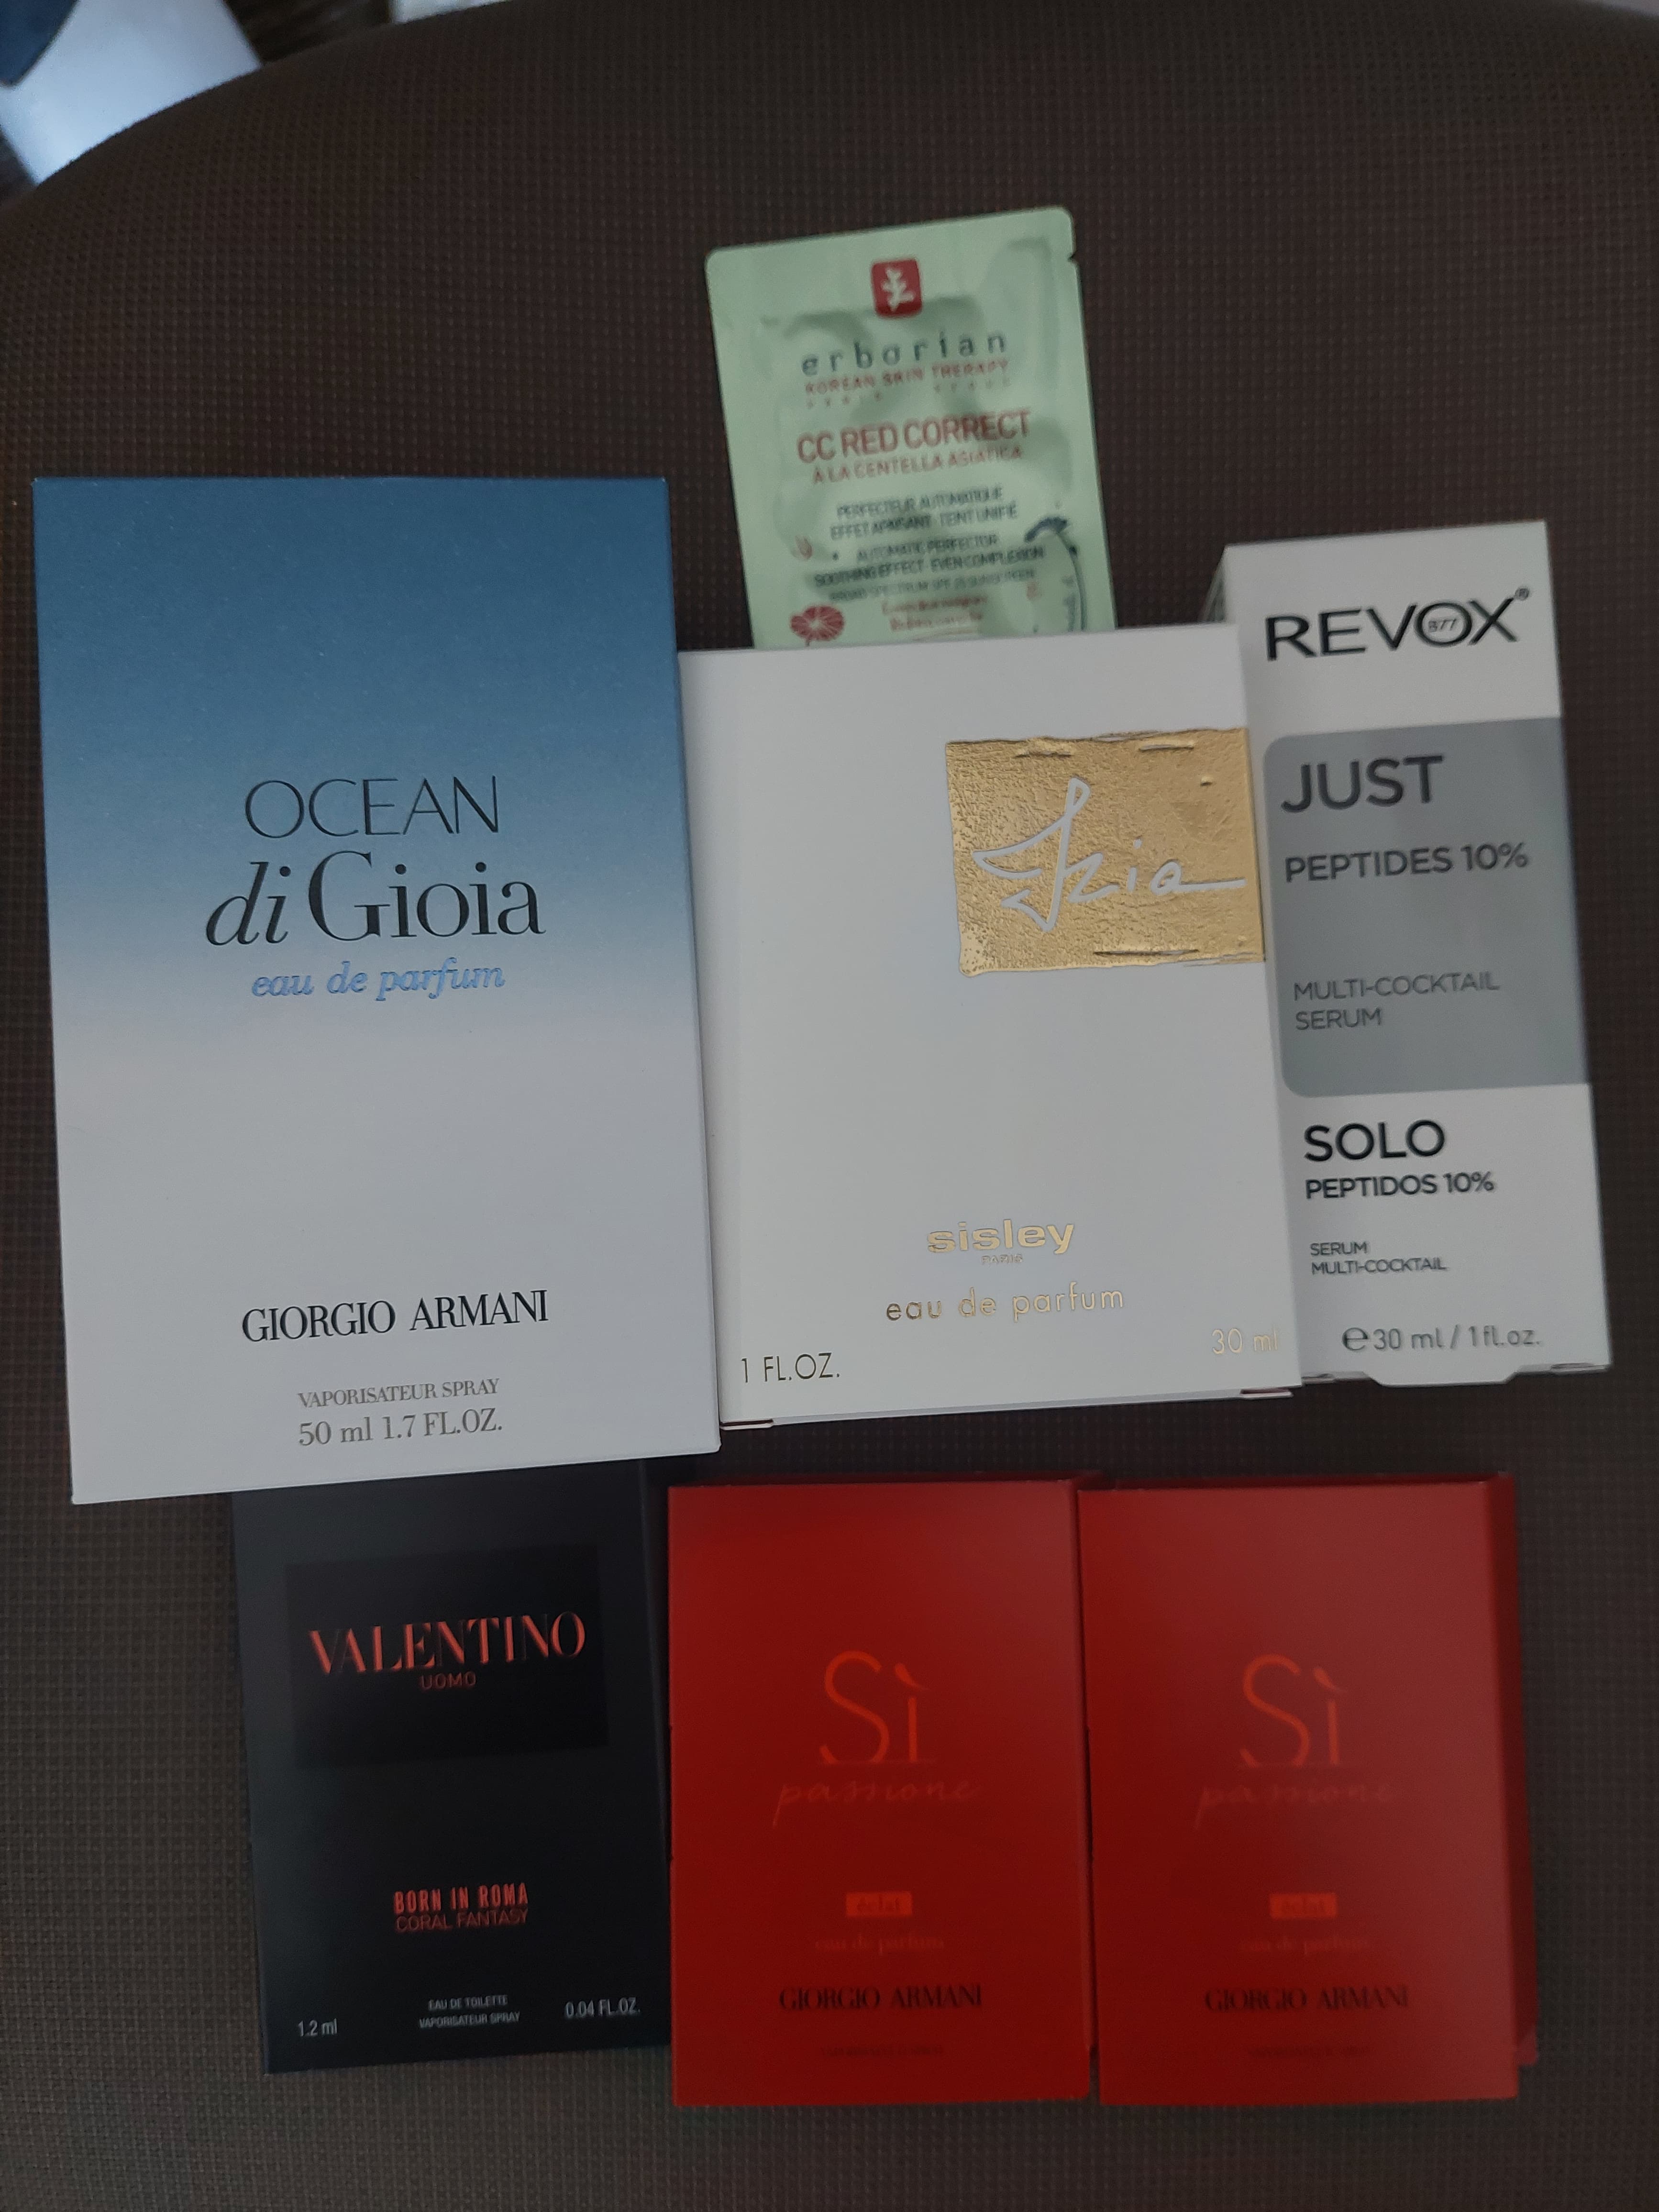 erborian
KOREAN SKIN THERAPY
CC RED CORRECT
À LA CENTELLA ASIATICA
PERFECTEUR AUTOMATIQUE
EFFET APAISANT · TEINT UNIFIÉ
AUTOMATIC PERFECTOR
SOOTHING EFFECT · EVEN COMPLEXION
BROAD SPECTRUM SPF 25 SUNSCREEN
OCEAN
di Gioia
eau de parfum
GIORGIO ARMANI
VAPORISATEUR SPRAY
50 ml 1.7 FL.OZ.
Izia
sisley
PARIS
eau de parfum
1 FL.OZ.
30 ml
REVOX®
B77
JUST
PEPTIDES 10%
MULTI-COCKTAIL
SERUM
SOLO
PEPTIDOS 10%
SERUM
MULTI-COCKTAIL
e 30 ml / 1 fl.oz.
VALENTINO
UOMO
BORN IN ROMA
CORAL FANTASY
EAU DE TOILETTE
VAPORISATEUR SPRAY
1.2 ml
0.04 FL.OZ.
Sì
passione
éclat
eau de parfum
GIORGIO ARMANI
Sì
passione
éclat
eau de parfum
GIORGIO ARMANI